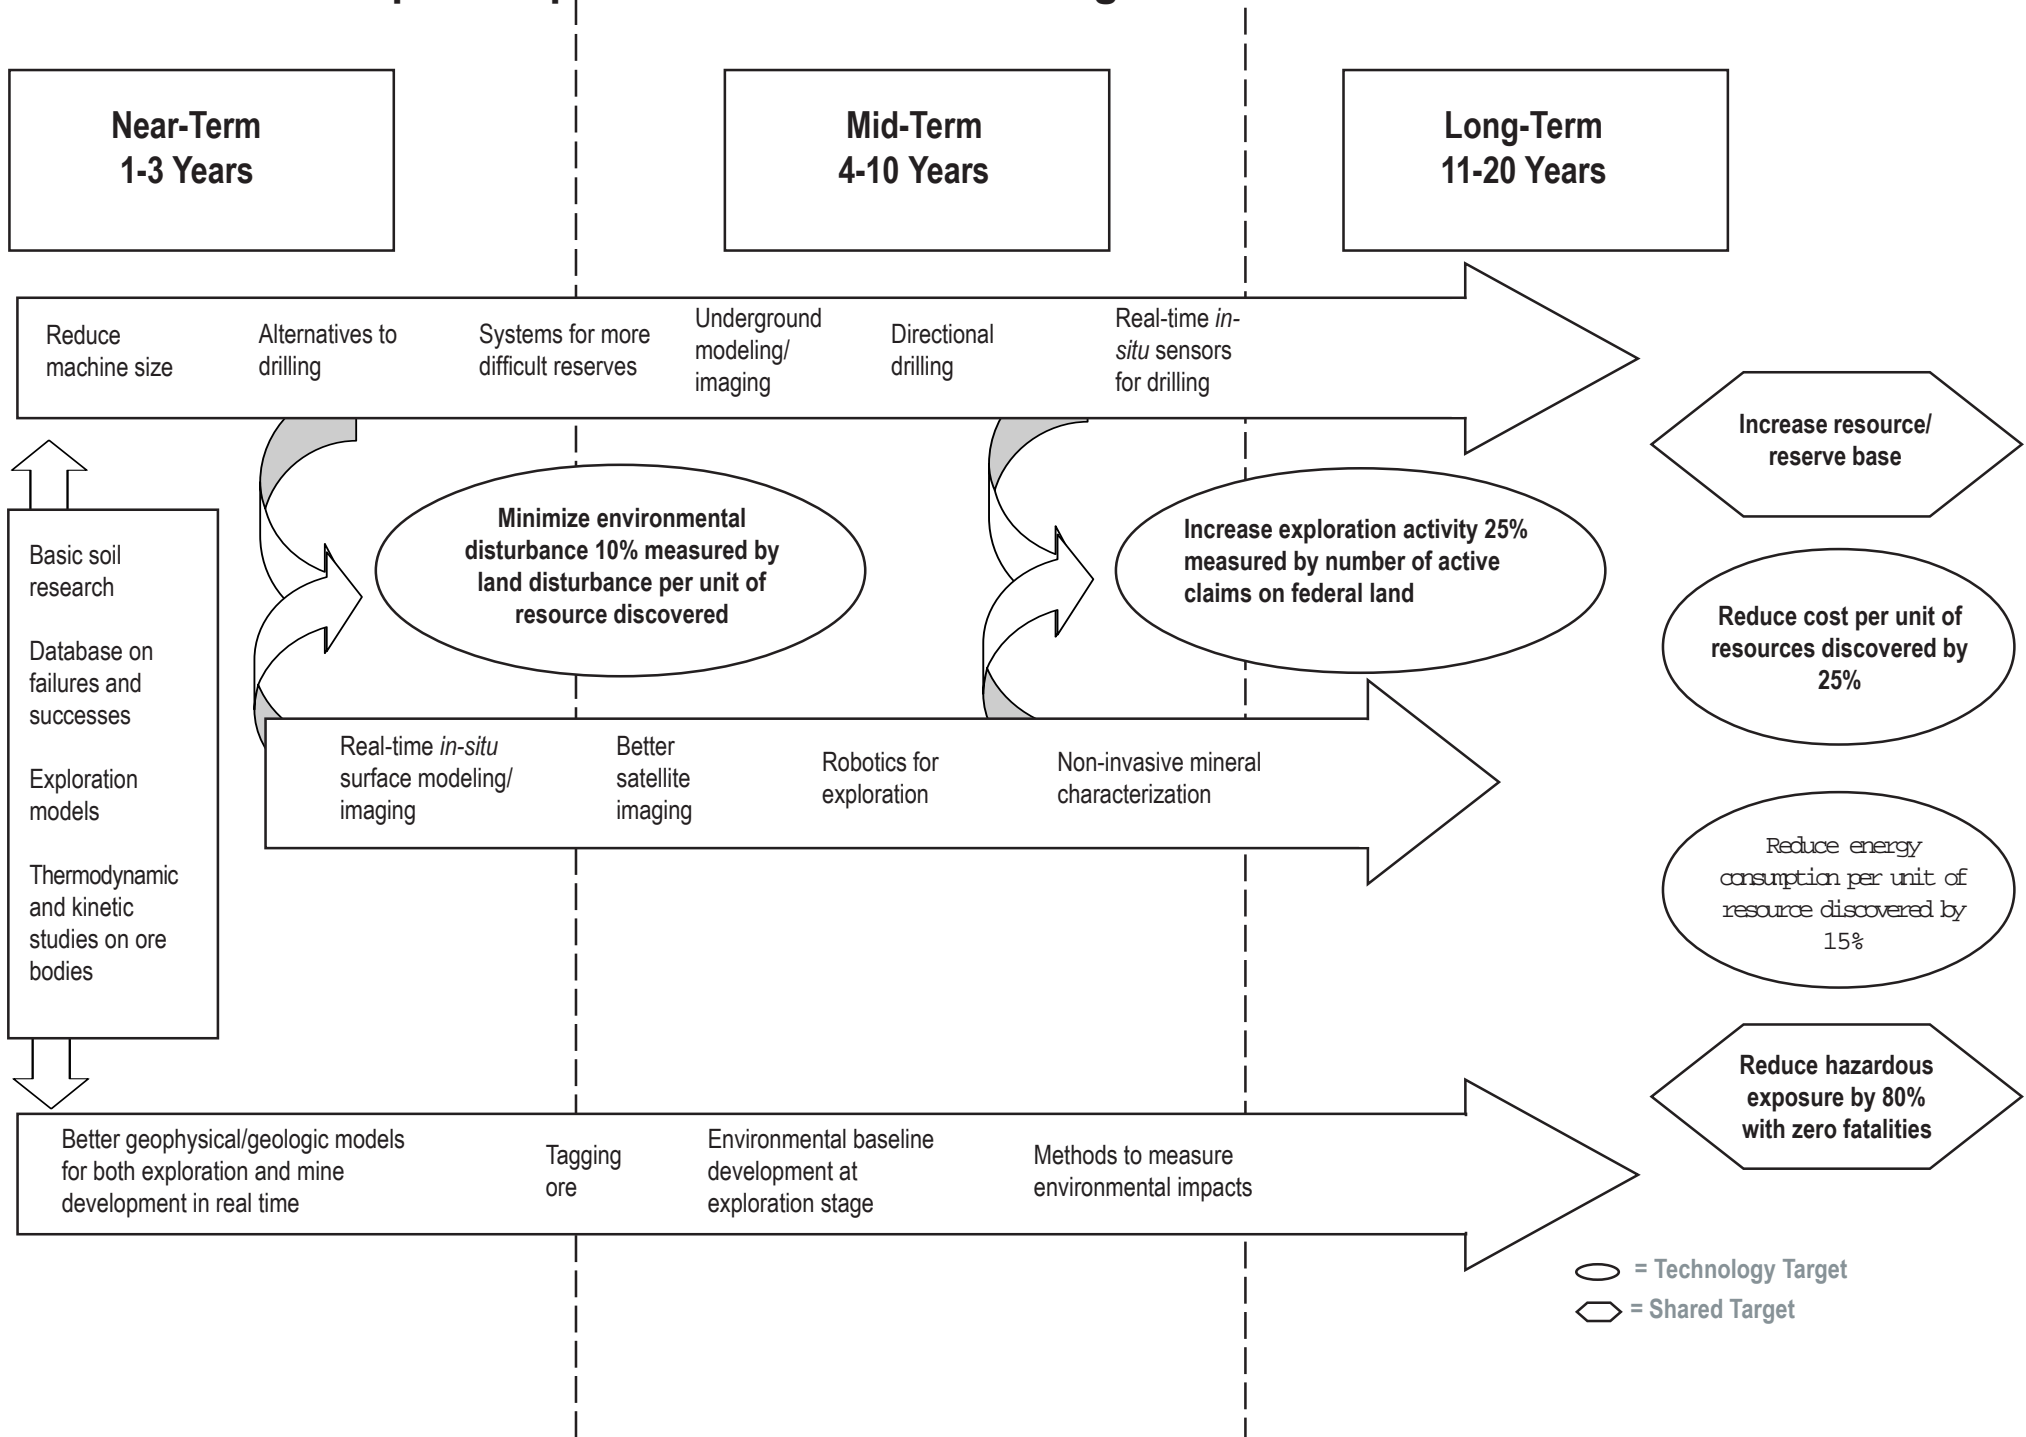 Near-Term
1-3 Years
Mid-Term
4-10 Years
Long-Term
11-20 Years
Reduce
machine size
Alternatives to
drilling
Systems for more
difficult reserves
Underground
modeling/
imaging
Directional
drilling
Real-time in-
situ sensors
for drilling
Increase resource/
reserve base
Basic soil
research
Database on
failures and
successes
Exploration
models
Thermodynamic
and kinetic
studies on ore
bodies
Minimize environmental
disturbance 10% measured by
land disturbance per unit of
resource discovered
Increase exploration activity 25%
measured by number of active
claims on federal land
Reduce cost per unit of
resources discovered by
25%
Real-time in-situ
surface modeling/
imaging
Better
satellite
imaging
Robotics for
exploration
Non-invasive mineral
characterization
Reduce energy
consumption per unit of
resource discovered by
15%
Reduce hazardous
exposure by 80%
with zero fatalities
Better geophysical/geologic models
for both exploration and mine
development in real time
Tagging
ore
Environmental baseline
development at
exploration stage
Methods to measure
environmental impacts
= Technology Target
= Shared Target